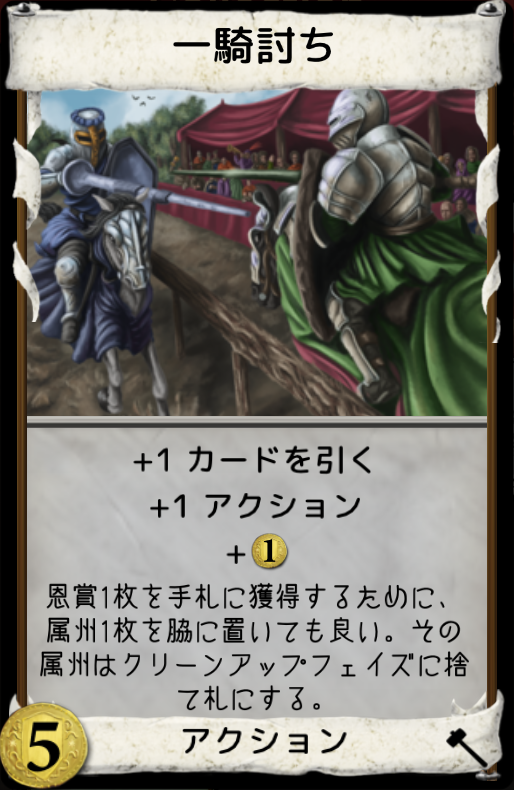 一騎討ち
+1 カードを引く
+1 アクション
+1
恩賞1枚を手札に獲得するために、
属州1枚を脇に置いても良い。その
属州はクリーンアップフェイズに捨
て札にする。
5
アクション